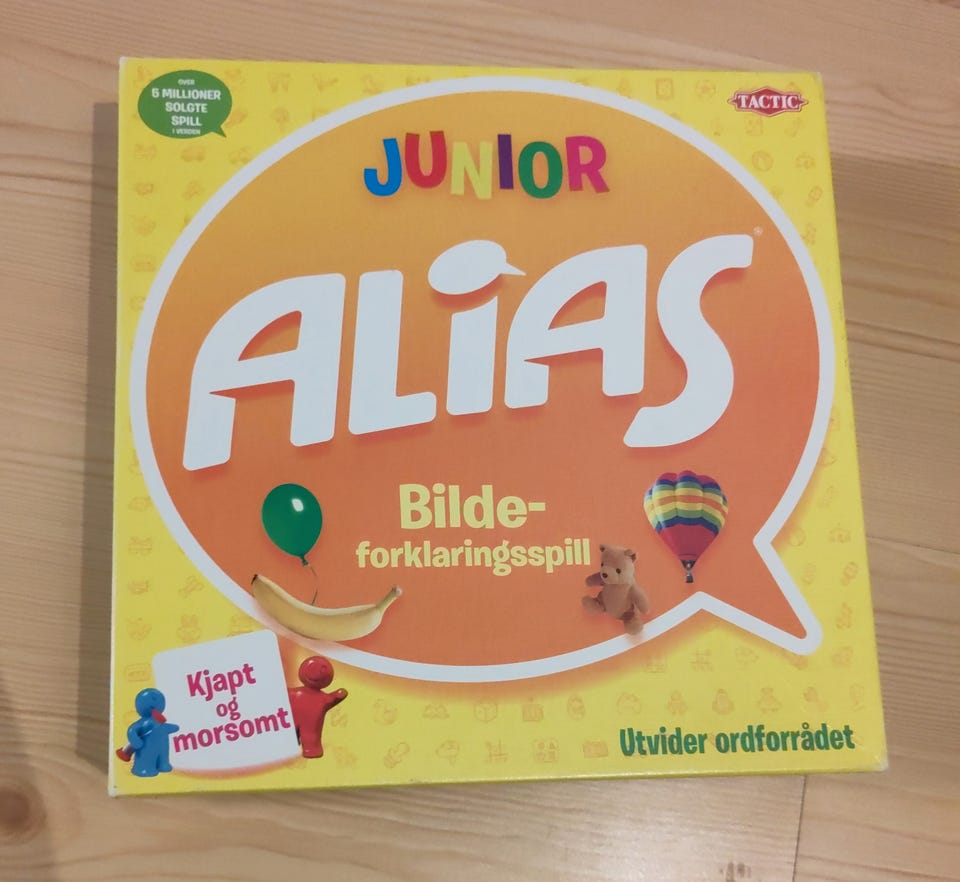 OVER
5 MILLIONER
SOLGTE
SPILL
I VERDEN
TACTIC
JUNIOR
ALiAS®
Bilde-
forklaringsspill
Kjapt
og
morsomt
Utvider ordforrådet